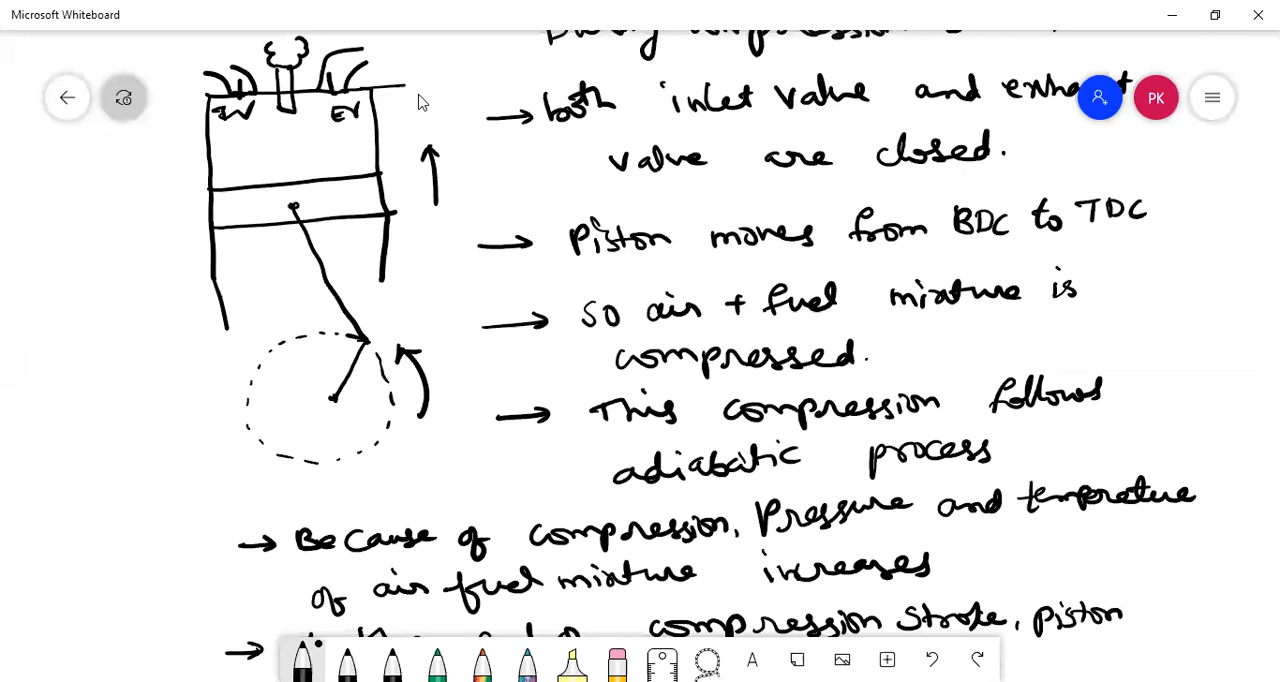 Microsoft Whiteboard
During compression
→ both inlet valve and exhaust
valve are closed.
PK
IV
EV
→ Piston moves from BDC to TDC
→ SO air + fuel mixture is
compressed.
→ This compression follows
adiabatic process
→ Because of compression, Pressure and temperature
of air fuel mixture increases
→ compression stroke, piston
A